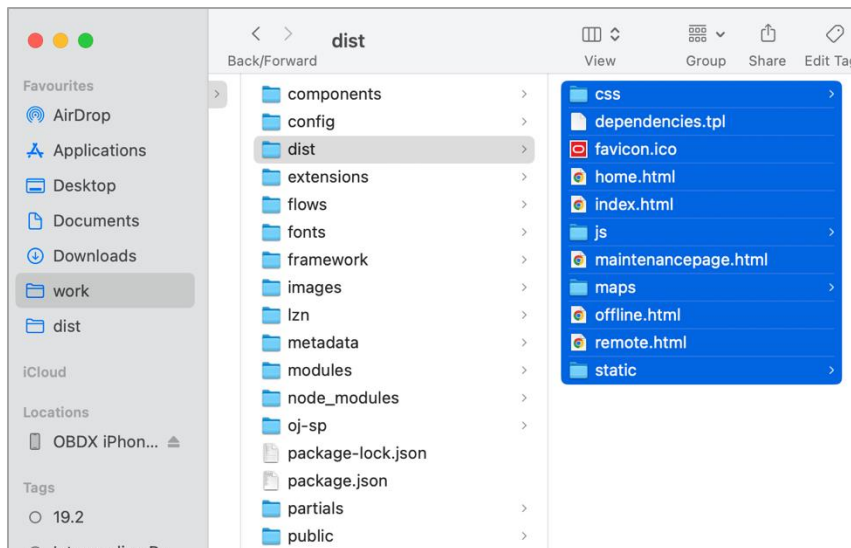 dist
Back/Forward
View
Group
Share
Edit Ta
Favourites
AirDrop
Applications
Desktop
Documents
Downloads
work
dist
iCloud
Locations
OBDX iPhon...
Tags
19.2
components
config
dist
extensions
flows
fonts
framework
images
lzn
metadata
modules
node_modules
oj-sp
package-lock.json
package.json
partials
public
css
dependencies.tpl
favicon.ico
home.html
index.html
js
maintenancepage.html
maps
offline.html
remote.html
static